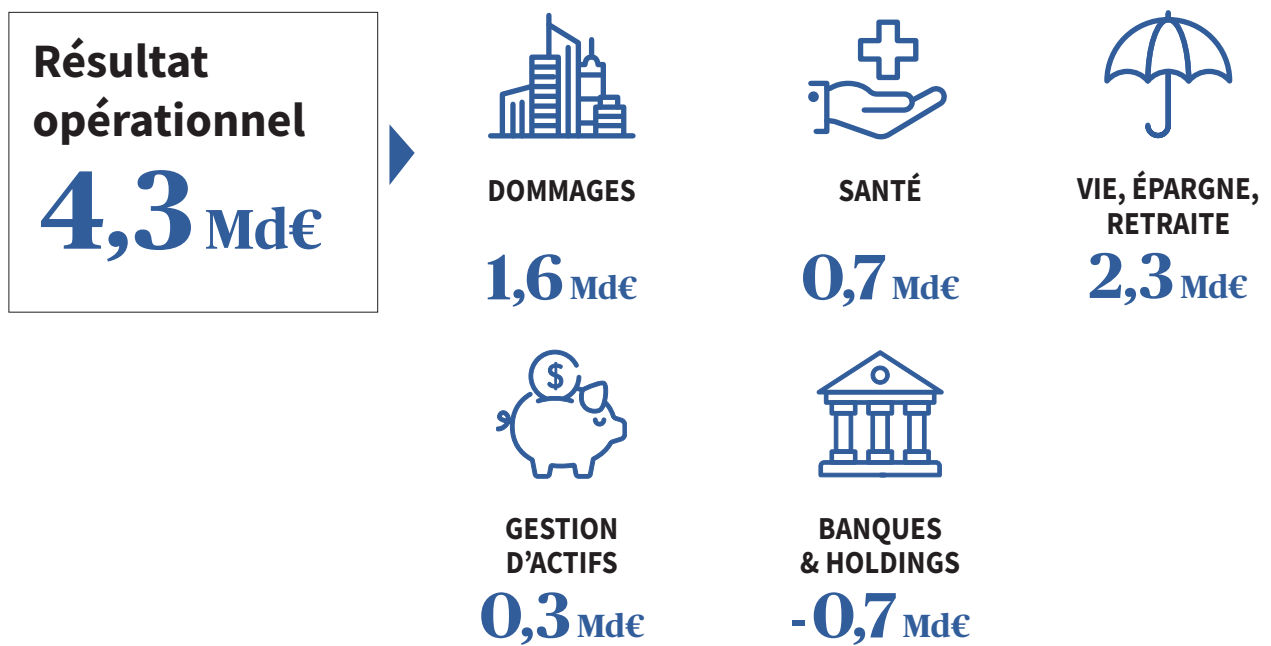 Résultat
opérationnel
4,3 Md€
DOMMAGES
1,6 Md€
SANTÉ
0,7 Md€
VIE, ÉPARGNE,
RETRAITE
2,3 Md€
$
GESTION
D’ACTIFS
0,3 Md€
BANQUES
& HOLDINGS
-0,7 Md€